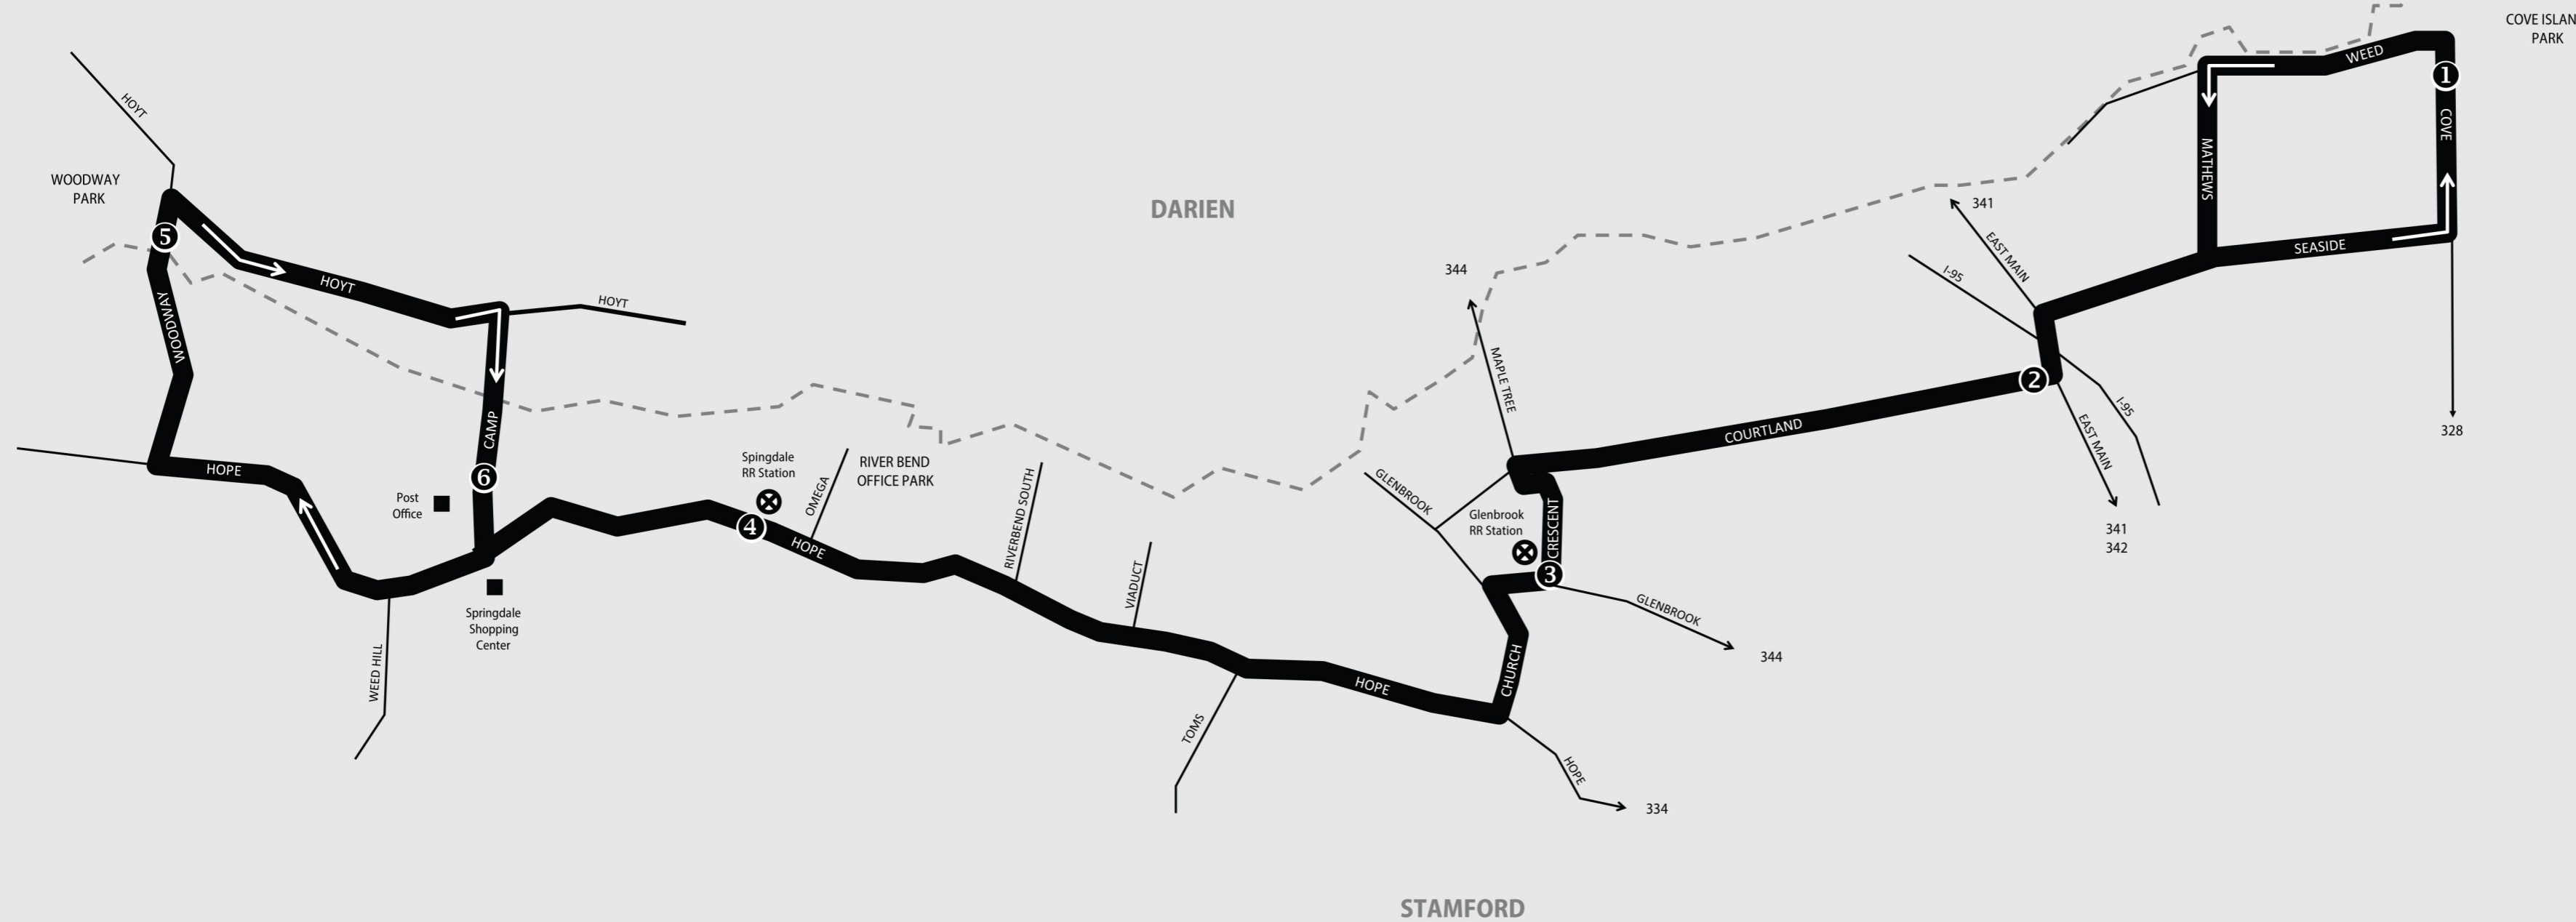 COVE ISLAN
PARK
WEED
1
COVE
MATHEWS
SEASIDE
328
341
EAST MAIN
I-95
I-95
EAST MAIN
341
342
2
COURTLAND
344
MAPLE TREE
GLENBROOK
Glenbrook
RR Station
CRESCENT
3
GLENBROOK
344
CHURCH
HOPE
334
HOPE
TOMS
VIADUCT
RIVERBEND SOUTH
RIVER BEND
OFFICE PARK
OMEGA
Spingdale
RR Station
4
HOPE
DARIEN
HOYT
WOODWAY
PARK
5
HOYT
HOYT
WOODWAY
CAMP
6
HOPE
Post
Office
Springdale
Shopping
Center
WEED HILL
STAMFORD